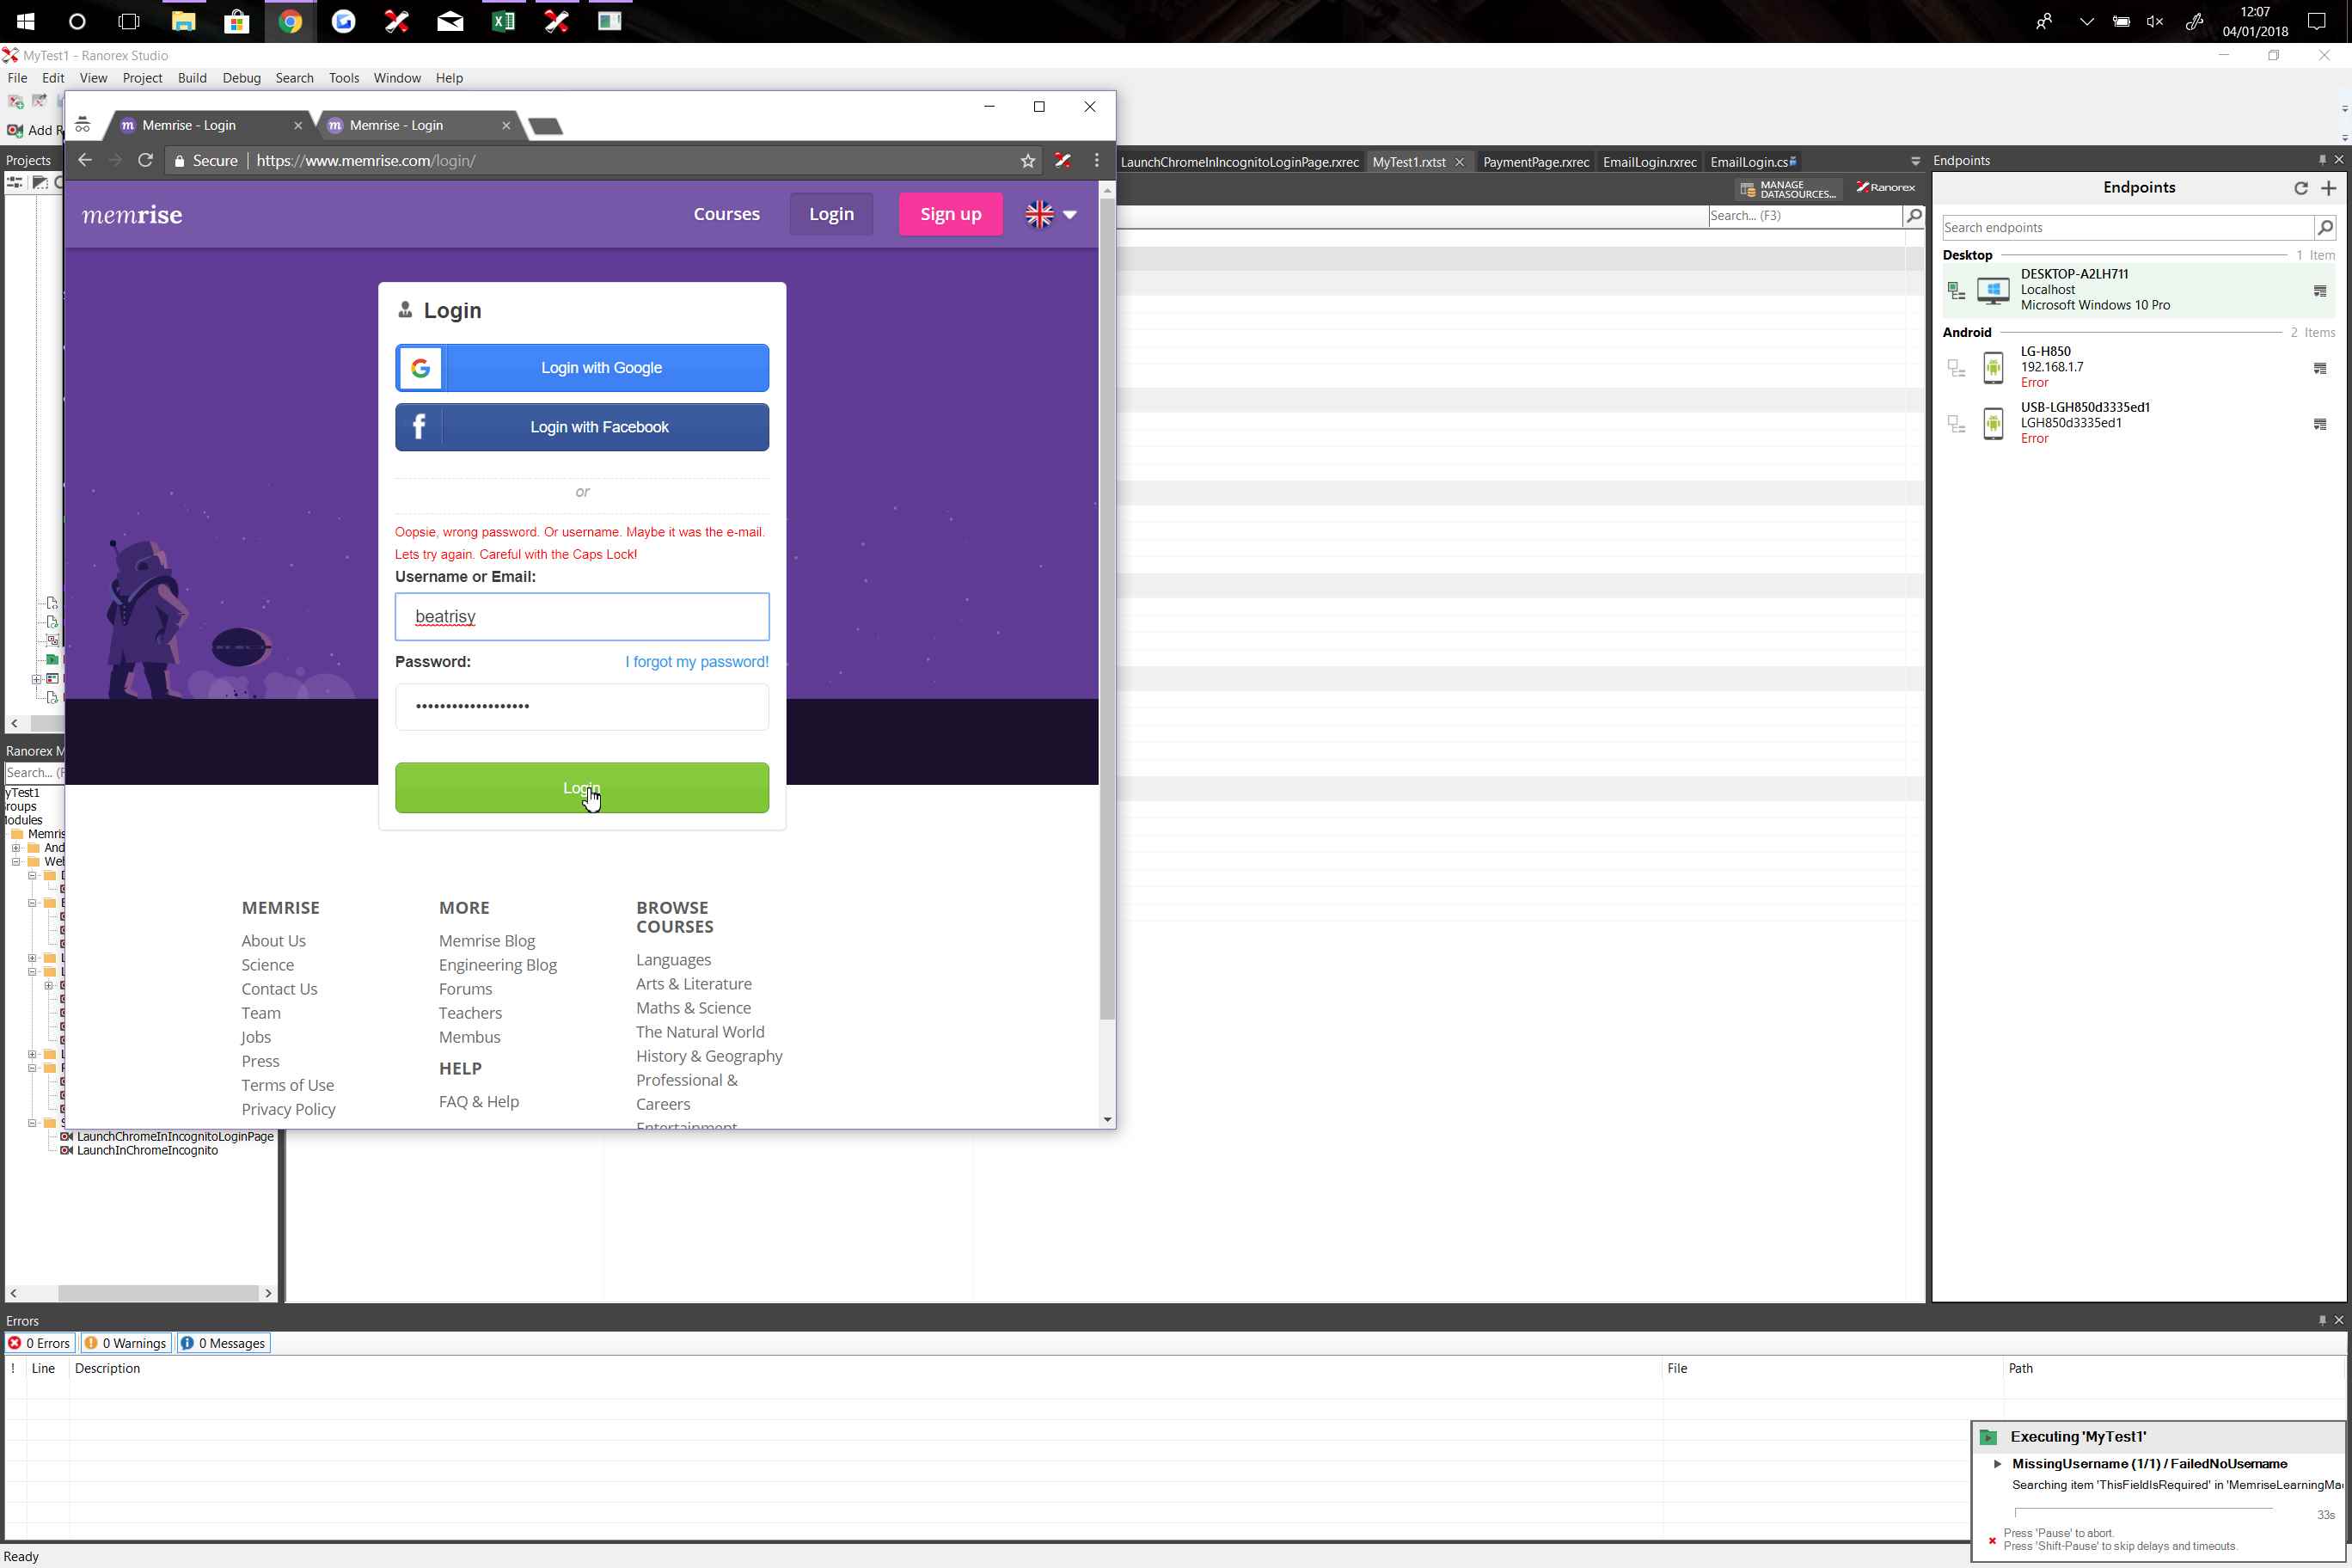 12:07
04/01/2018
MyTest1 - Ranorex Studio
File Edit View Project Build Debug Search Tools Window Help
Add
Projects
Memrise - Login
Memrise - Login
Secure https://www.memrise.com/login/
memrise
Courses
Login
Sign up
Login
Login with Google
Login with Facebook
or
Oopsie, wrong password. Or username. Maybe it was the e-mail.
Lets try again. Careful with the Caps Lock!
Username or Email:
beatrisy
Password:
I forgot my password!
Login
MEMRISE
About Us
Science
Contact Us
Team
Jobs
Press
Terms of Use
Privacy Policy
MORE
Memrise Blog
Engineering Blog
Forums
Teachers
Membus
HELP
FAQ & Help
BROWSE
COURSES
Languages
Arts & Literature
Maths & Science
The Natural World
History & Geography
Professional &
Careers
Entertainment
LaunchChromeInIncognitoLoginPage.rxrec MyTest1.rxtst PaymentPage.rxrec EmailLogin.rxrec EmailLogin.cs
MANAGE
DATASOURCES...
Ranorex
Search... (F3)
Endpoints
Endpoints
Search endpoints
Desktop 1 Item
DESKTOP-A2LH711
Localhost
Microsoft Windows 10 Pro
Android 2 Items
LG-H850
192.168.1.7
Error
USB-LGH850d3335ed1
LGH850d3335ed1
Error
Ranorex M
Search... (F
yTest1
roups
lodules
Memris
And
Wel
LaunchChromeInIncognitoLoginPage
LaunchInChromeIncognito
Errors
0 Errors 0 Warnings 0 Messages
! Line Description File Path
Executing 'MyTest1'
MissingUsername (1/1) / FailedNoUsername
Searching item 'ThisFieldIsRequired' in 'MemriseLearningMa
33s
Press 'Pause' to abort.
Press 'Shift-Pause' to skip delays and timeouts.
Ready